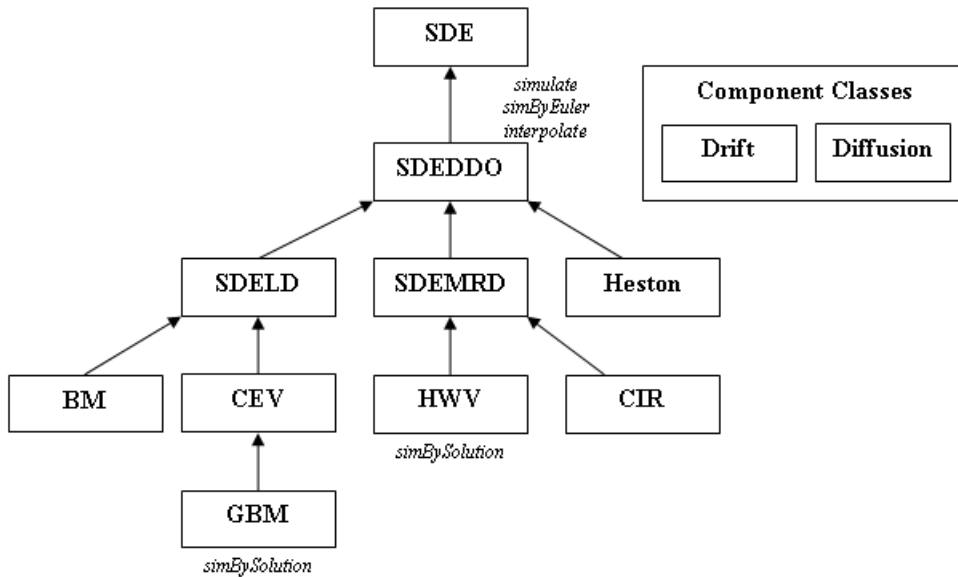 SDE
simulate
simByEuler
interpolate
Component Classes
Drift
Diffusion
SDEDDO
SDELD
SDEMRD
Heston
BM
CEV
HWV
CIR
simBySolution
GBM
simBySolution